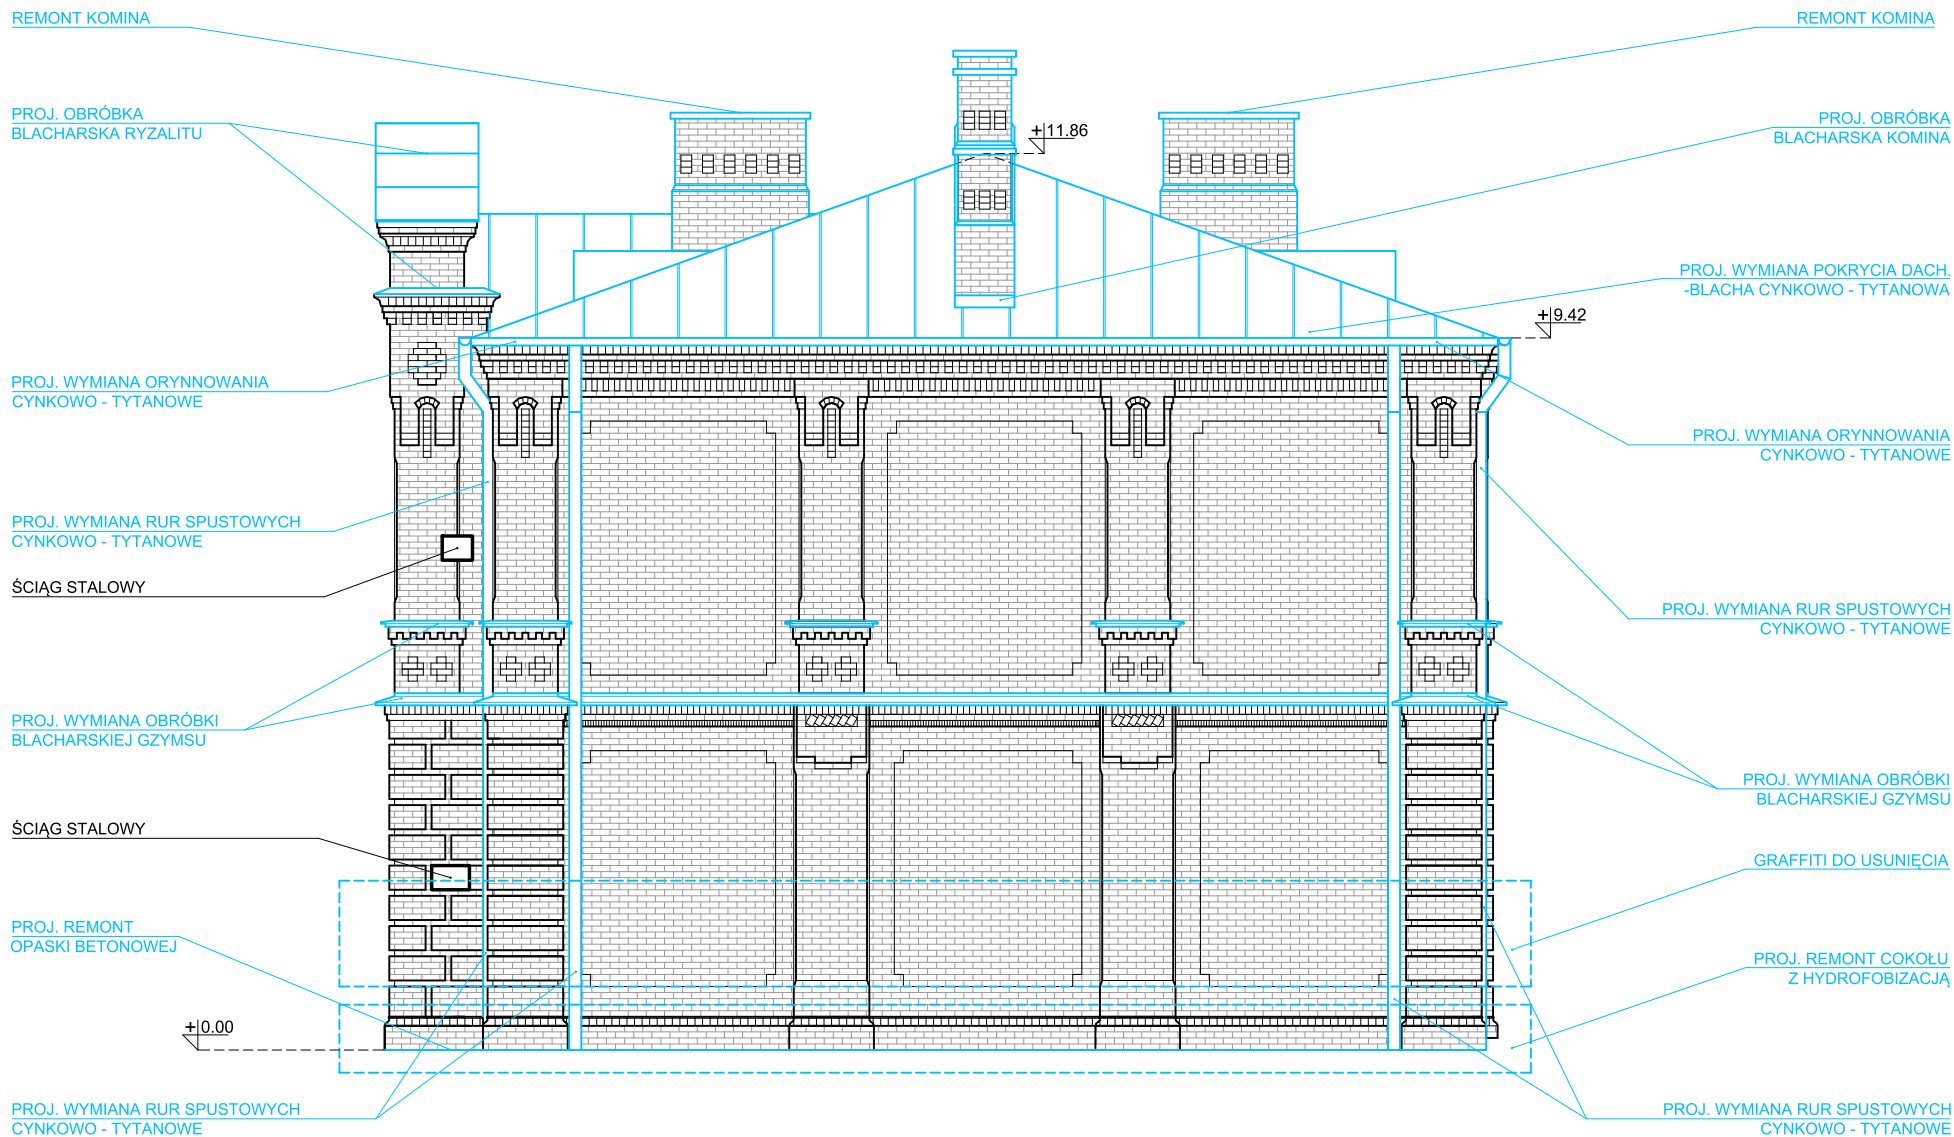 REMONT KOMINA
REMONT KOMINA
PROJ. OBRÓBKA
BLACHARSKA RYZALITU
PROJ. OBRÓBKA
BLACHARSKA KOMINA
+11.86
PROJ. WYMIANA POKRYCIA DACH.
-BLACHA CYNKOWO - TYTANOWA
+9.42
PROJ. WYMIANA ORYNNOWANIA
CYNKOWO - TYTANOWE
PROJ. WYMIANA ORYNNOWANIA
CYNKOWO - TYTANOWE
PROJ. WYMIANA RUR SPUSTOWYCH
CYNKOWO - TYTANOWE
ŚCIĄG STALOWY
PROJ. WYMIANA RUR SPUSTOWYCH
CYNKOWO - TYTANOWE
PROJ. WYMIANA OBRÓBKI
BLACHARSKIEJ GZYMSU
PROJ. WYMIANA OBRÓBKI
BLACHARSKIEJ GZYMSU
ŚCIĄG STALOWY
GRAFFITI DO USUNIĘCIA
PROJ. REMONT
OPASKI BETONOWEJ
PROJ. REMONT COKOŁU
Z HYDROFOBIZACJĄ
+0.00
PROJ. WYMIANA RUR SPUSTOWYCH
CYNKOWO - TYTANOWE
PROJ. WYMIANA RUR SPUSTOWYCH
CYNKOWO - TYTANOWE